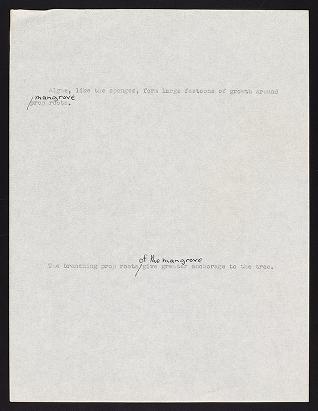 Algae, like the sponges, form large festoons of growth around
mangrove
prop roots.
of the mangrove
The branching prop roots give greater anchorage to the tree.